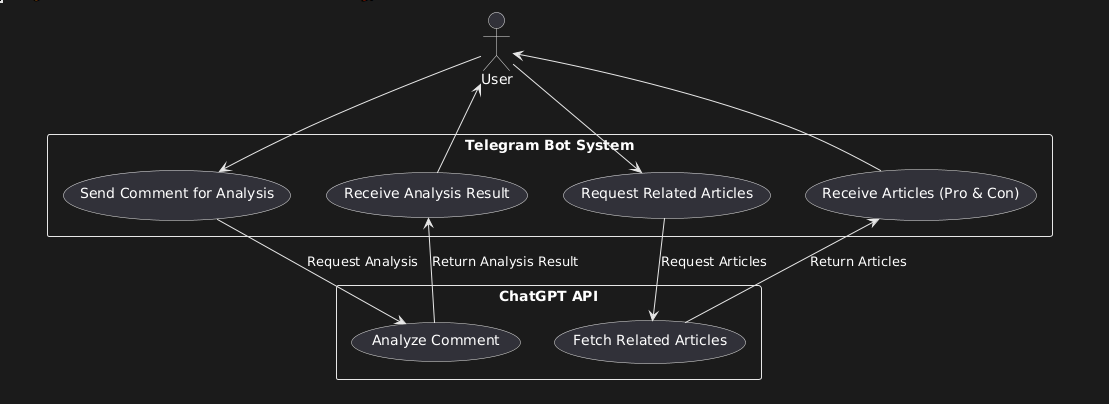 User
Telegram Bot System
Send Comment for Analysis
Receive Analysis Result
Request Related Articles
Receive Articles (Pro & Con)
Request Analysis
Return Analysis Result
Request Articles
Return Articles
ChatGPT API
Analyze Comment
Fetch Related Articles